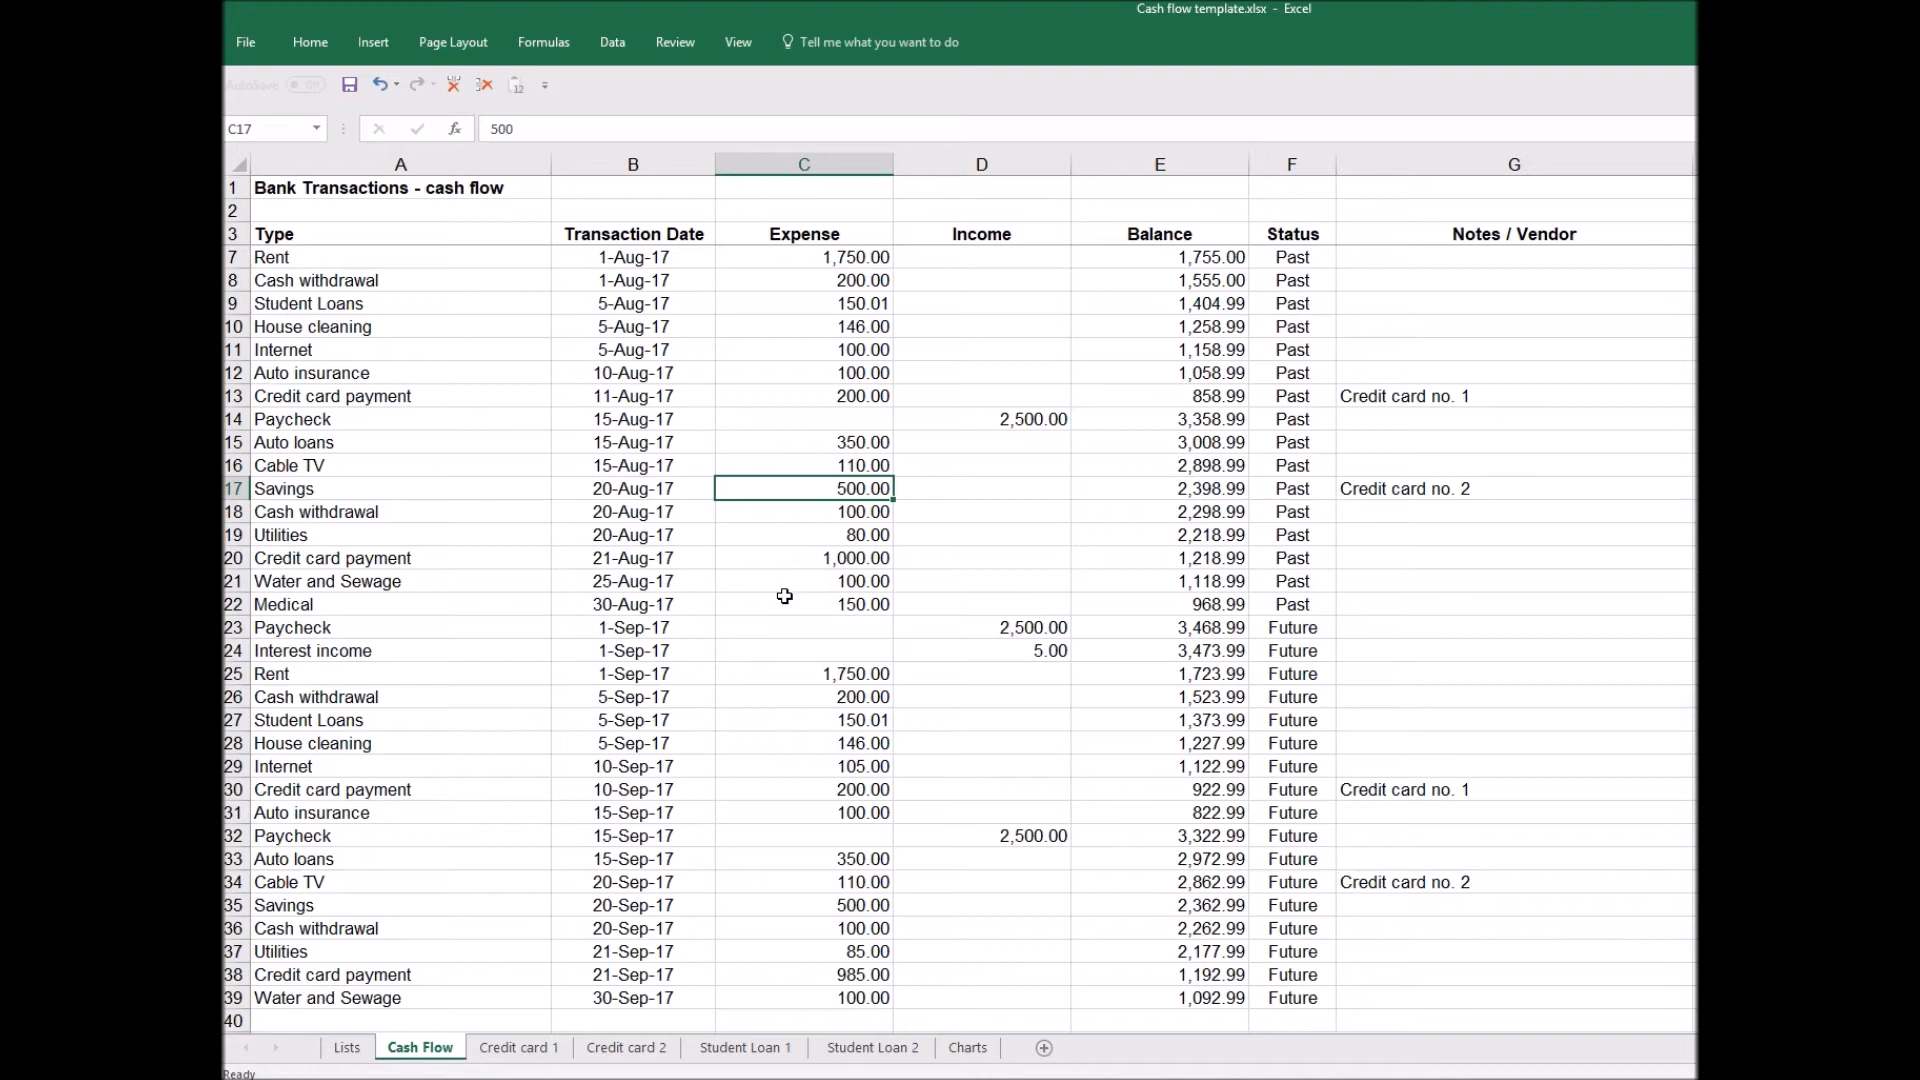 Cash flow template.xlsx - Excel
File Home Insert Page Layout Formulas Data Review View Tell me what you want to do
AutoSave Off 12
C17 fx 500
A B C D E F G
1 Bank Transactions - cash flow
2
3 Type Transaction Date Expense Income Balance Status Notes / Vendor
7 Rent 1-Aug-17 1,750.00 1,755.00 Past
8 Cash withdrawal 1-Aug-17 200.00 1,555.00 Past
9 Student Loans 5-Aug-17 150.01 1,404.99 Past
10 House cleaning 5-Aug-17 146.00 1,258.99 Past
11 Internet 5-Aug-17 100.00 1,158.99 Past
12 Auto insurance 10-Aug-17 100.00 1,058.99 Past
13 Credit card payment 11-Aug-17 200.00 858.99 Past Credit card no. 1
14 Paycheck 15-Aug-17 2,500.00 3,358.99 Past
15 Auto loans 15-Aug-17 350.00 3,008.99 Past
16 Cable TV 15-Aug-17 110.00 2,898.99 Past
17 Savings 20-Aug-17 500.00 2,398.99 Past Credit card no. 2
18 Cash withdrawal 20-Aug-17 100.00 2,298.99 Past
19 Utilities 20-Aug-17 80.00 2,218.99 Past
20 Credit card payment 21-Aug-17 1,000.00 1,218.99 Past
21 Water and Sewage 25-Aug-17 100.00 1,118.99 Past
22 Medical 30-Aug-17 150.00 968.99 Past
23 Paycheck 1-Sep-17 2,500.00 3,468.99 Future
24 Interest income 1-Sep-17 5.00 3,473.99 Future
25 Rent 1-Sep-17 1,750.00 1,723.99 Future
26 Cash withdrawal 5-Sep-17 200.00 1,523.99 Future
27 Student Loans 5-Sep-17 150.01 1,373.99 Future
28 House cleaning 5-Sep-17 146.00 1,227.99 Future
29 Internet 10-Sep-17 105.00 1,122.99 Future
30 Credit card payment 10-Sep-17 200.00 922.99 Future Credit card no. 1
31 Auto insurance 15-Sep-17 100.00 822.99 Future
32 Paycheck 15-Sep-17 2,500.00 3,322.99 Future
33 Auto loans 15-Sep-17 350.00 2,972.99 Future
34 Cable TV 20-Sep-17 110.00 2,862.99 Future Credit card no. 2
35 Savings 20-Sep-17 500.00 2,362.99 Future
36 Cash withdrawal 20-Sep-17 100.00 2,262.99 Future
37 Utilities 21-Sep-17 85.00 2,177.99 Future
38 Credit card payment 21-Sep-17 985.00 1,192.99 Future
39 Water and Sewage 30-Sep-17 100.00 1,092.99 Future
40
Lists Cash Flow Credit card 1 Credit card 2 Student Loan 1 Student Loan 2 Charts
Ready